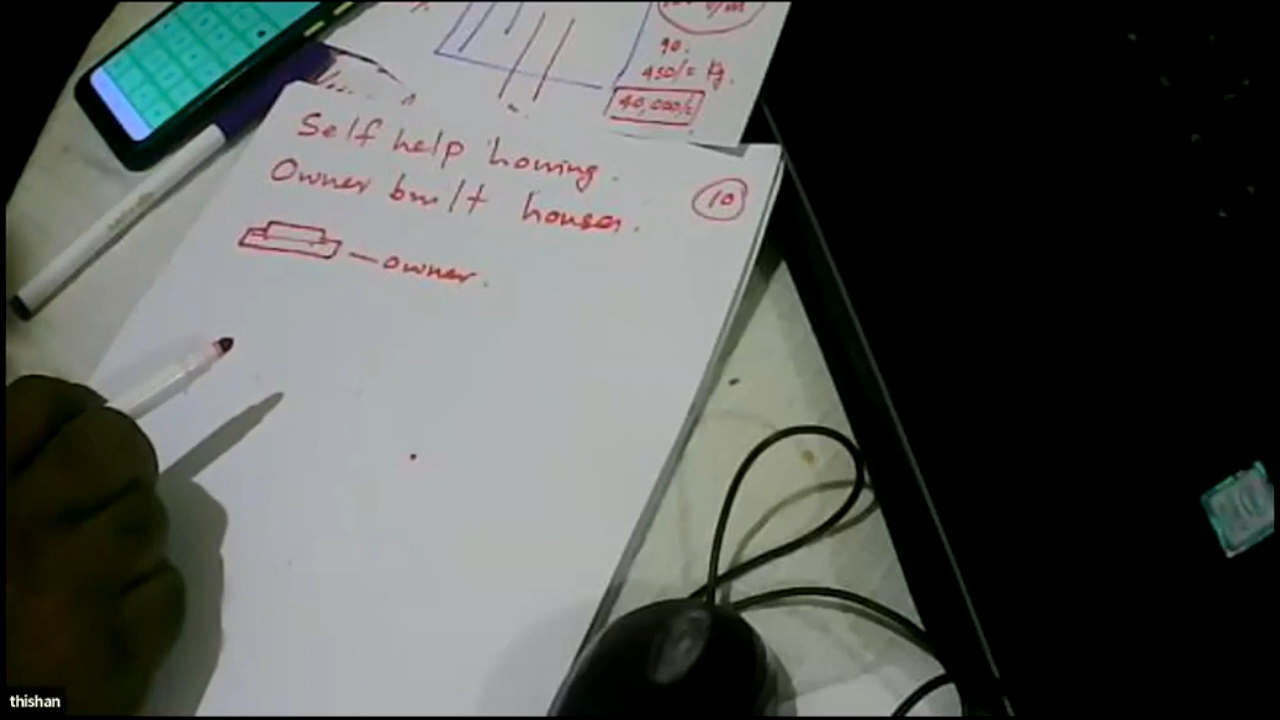 90.
450/= Kg.
40,000/=
Self help housing.
Owner built houses.
10
— owner.
thishan